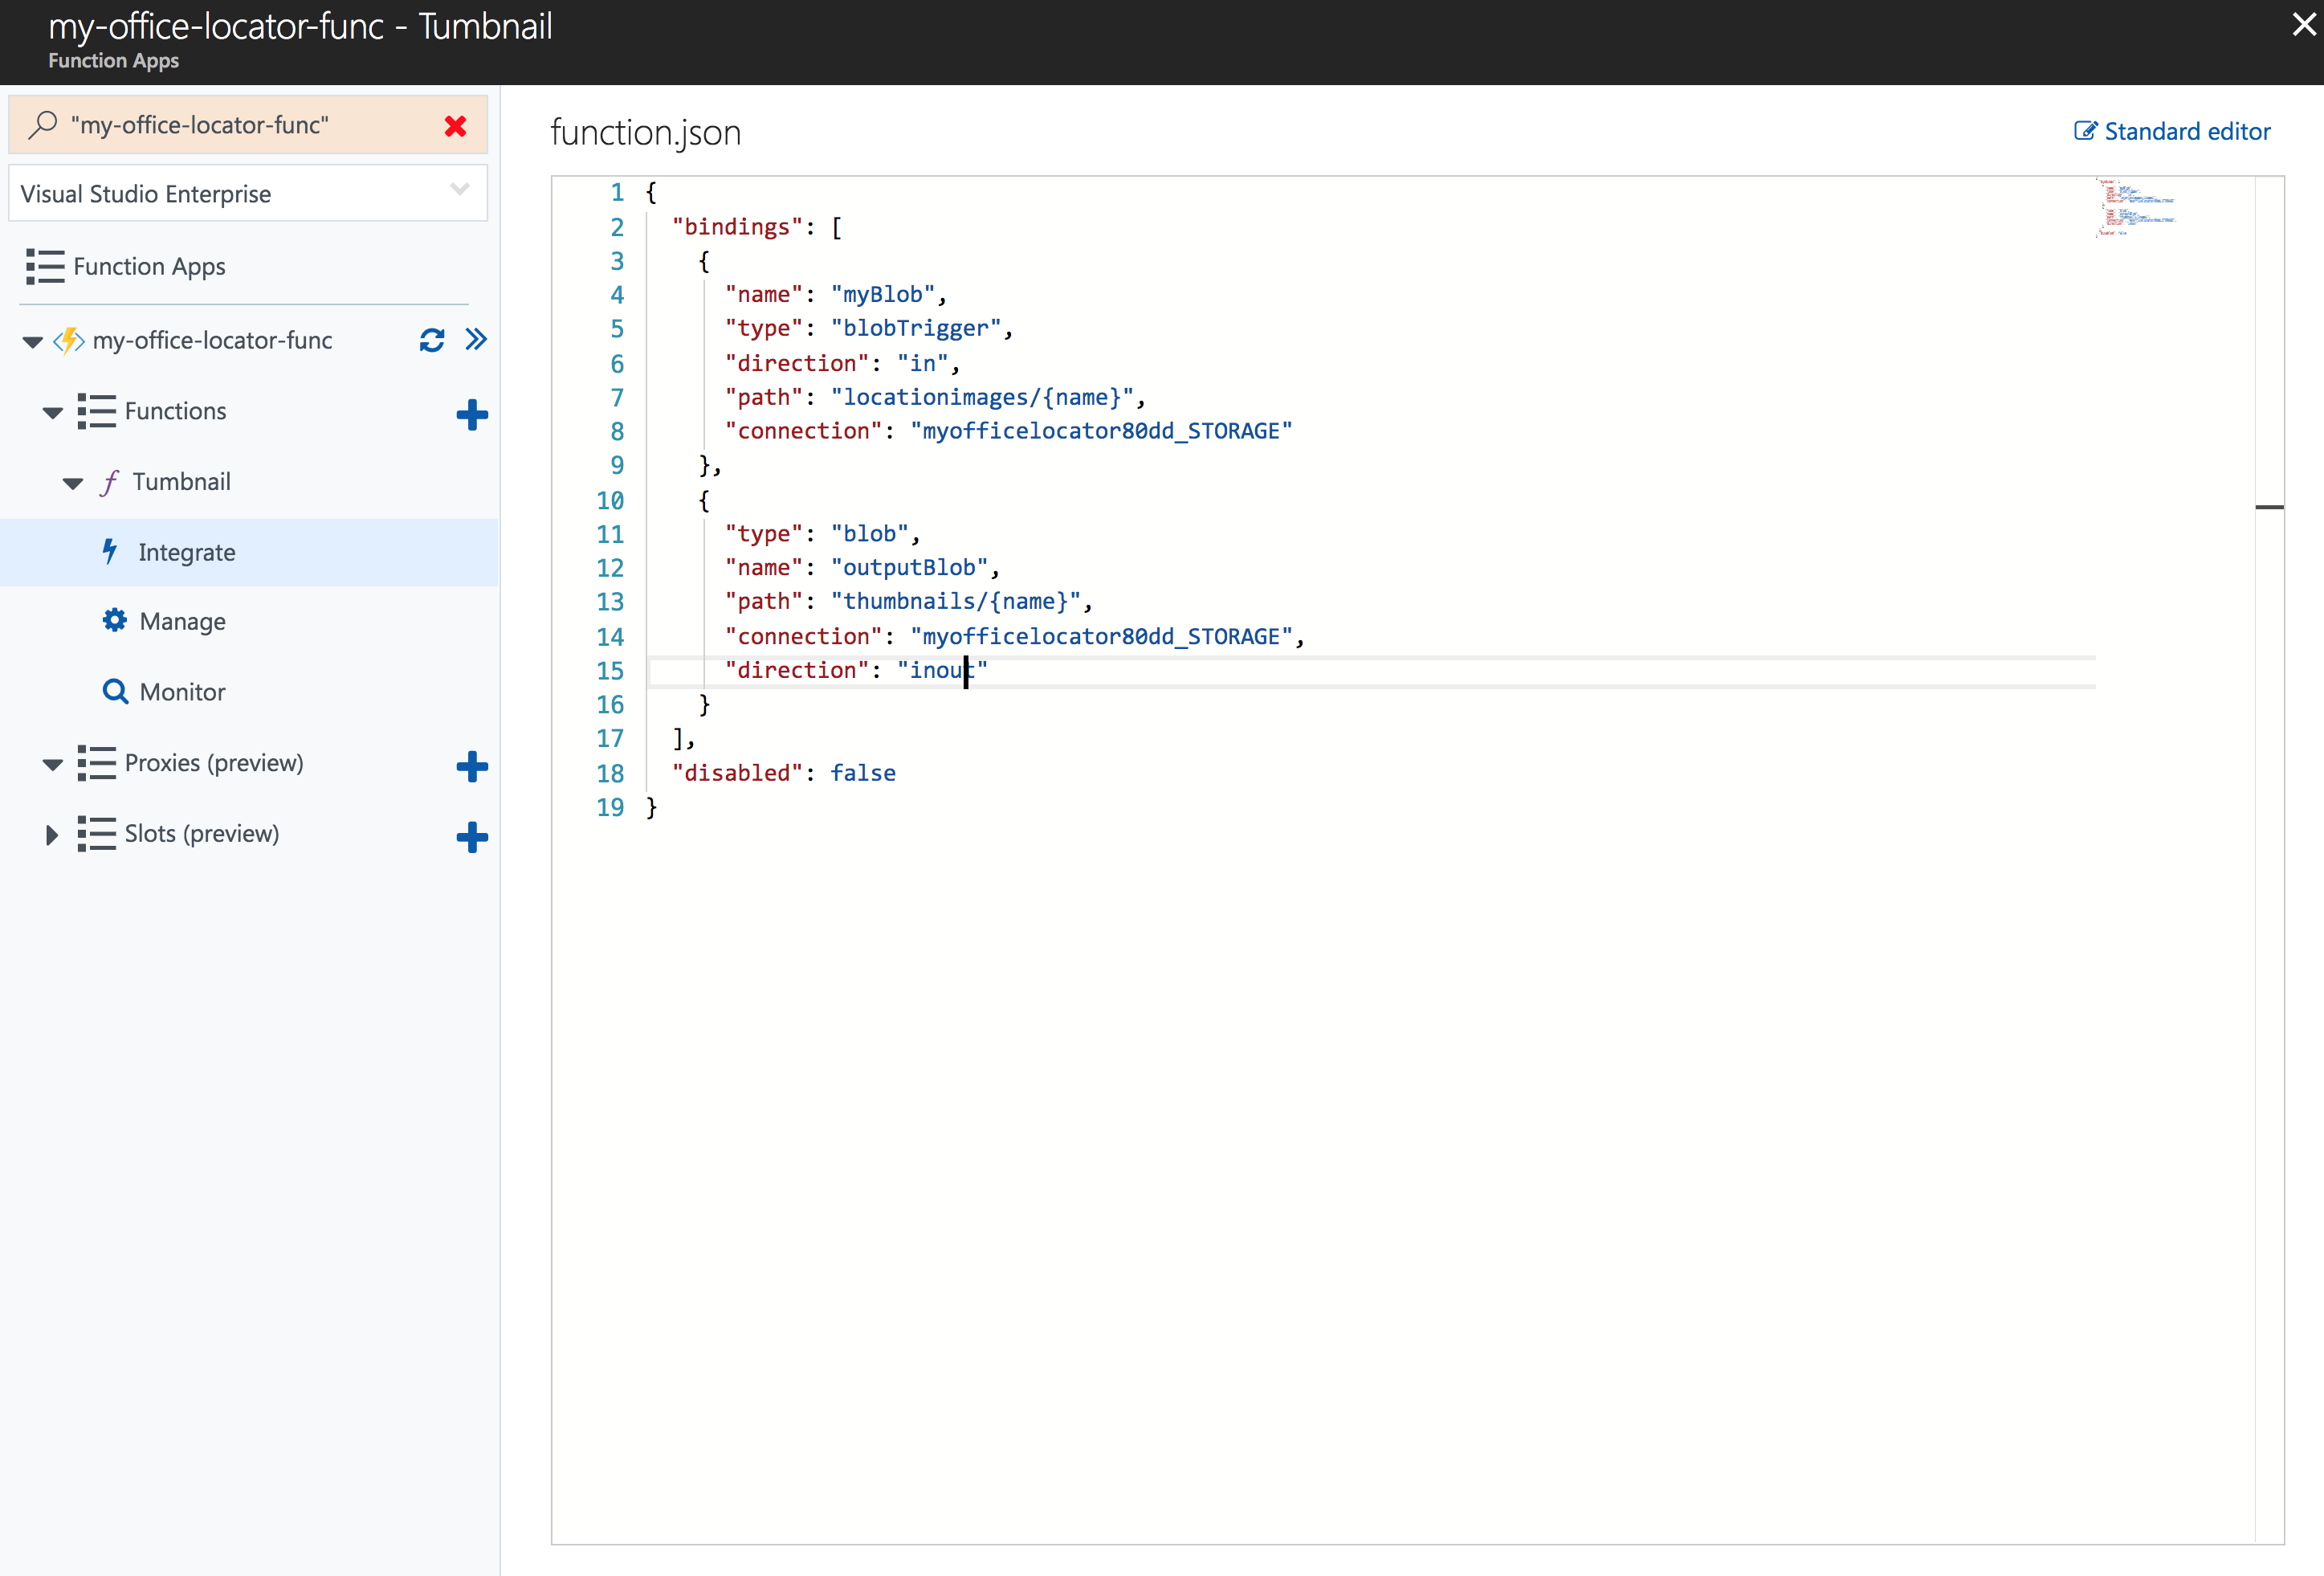 my-office-locator-func - Tumbnail
Function Apps
"my-office-locator-func"
Visual Studio Enterprise
Function Apps
my-office-locator-func
Functions
Tumbnail
Integrate
Manage
Monitor
Proxies (preview)
Slots (preview)
function.json
Standard editor
1 {
2 "bindings": [
3 {
4 "name": "myBlob",
5 "type": "blobTrigger",
6 "direction": "in",
7 "path": "locationimages/{name}",
8 "connection": "myofficelocator80dd_STORAGE"
9 },
10 {
11 "type": "blob",
12 "name": "outputBlob",
13 "path": "thumbnails/{name}",
14 "connection": "myofficelocator80dd_STORAGE",
15 "direction": "inout"
16 }
17 ],
18 "disabled": false
19 }